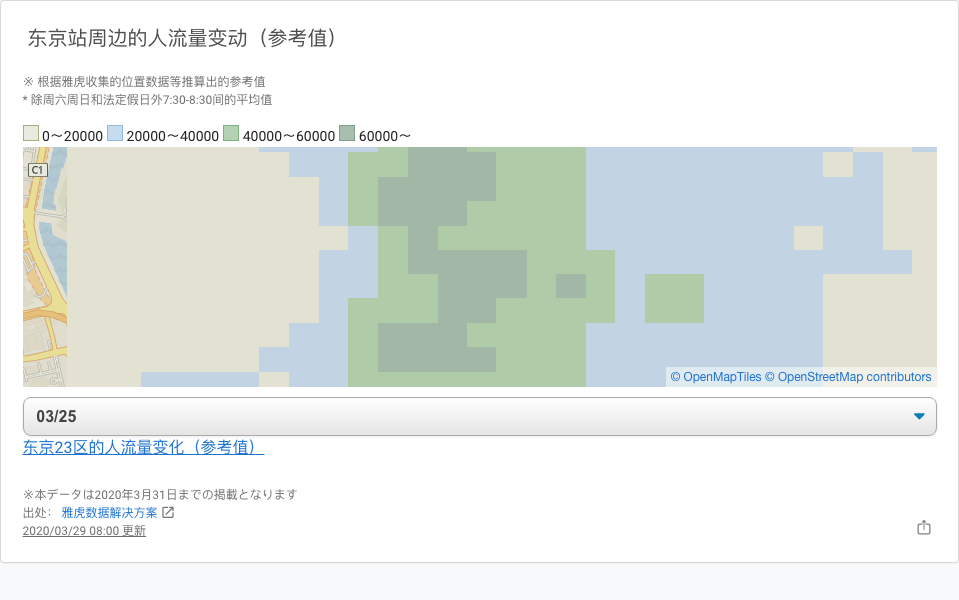 东京站周边的人流量变动（参考值）
※ 根据雅虎收集的位置数据等推算出的参考值
* 除周六周日和法定假日外7:30-8:30间的平均值
0〜20000 20000〜40000 40000〜60000 60000〜
C1
© OpenMapTiles © OpenStreetMap contributors
03/25
东京23区的人流量变化（参考值）
※本データは2020年3月31日までの掲載となります
出处： 雅虎数据解决方案
2020/03/29 08:00 更新